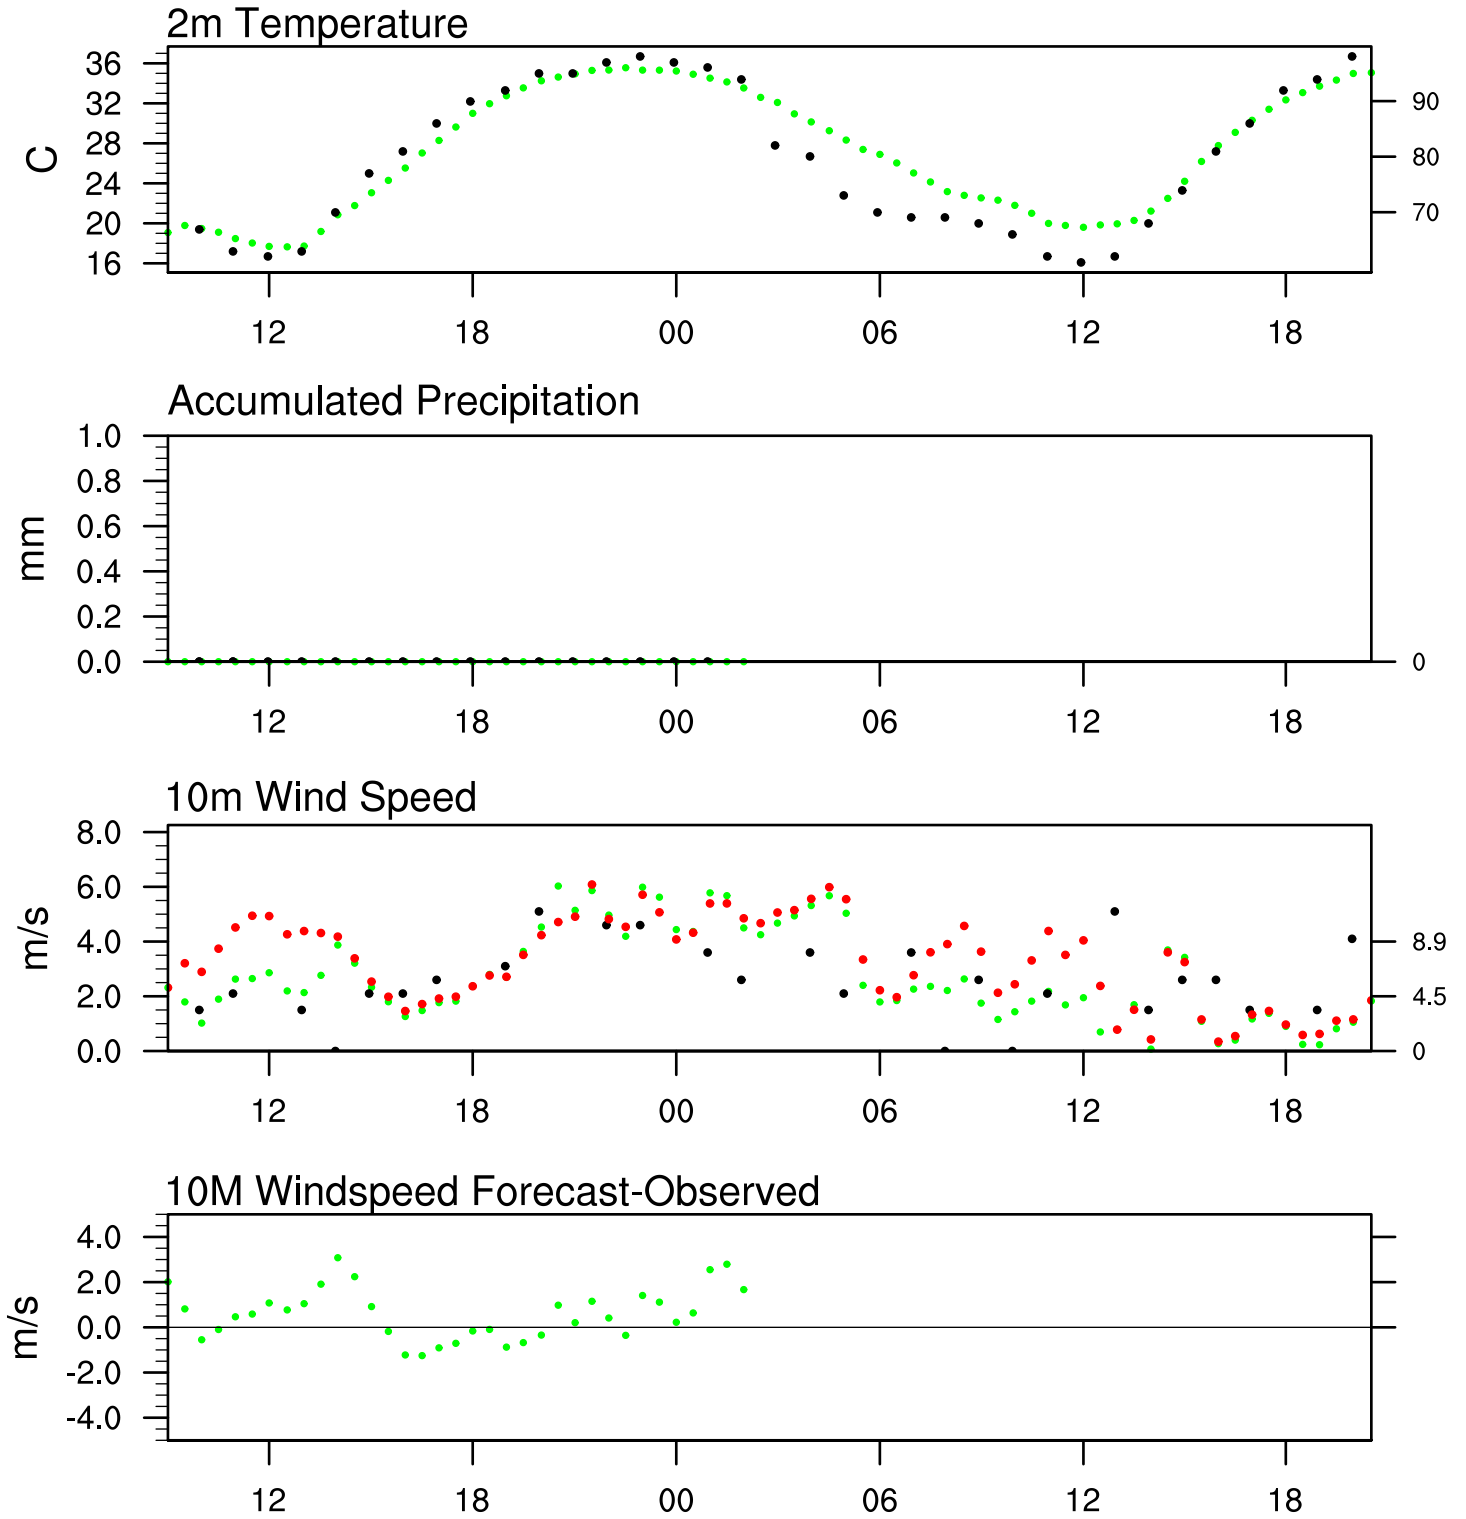 2m Temperature
36
32
28
24
20
16
C
90
80
70
12 18 00 06 12 18
Accumulated Precipitation
1.0
0.8
0.6
0.4
0.2
0.0
mm
0
12 18 00 06 12 18
10m Wind Speed
8.0
6.0
4.0
2.0
0.0
m/s
8.9
4.5
0
12 18 00 06 12 18
10M Windspeed Forecast-Observed
4.0
2.0
0.0
-2.0
-4.0
m/s
12 18 00 06 12 18